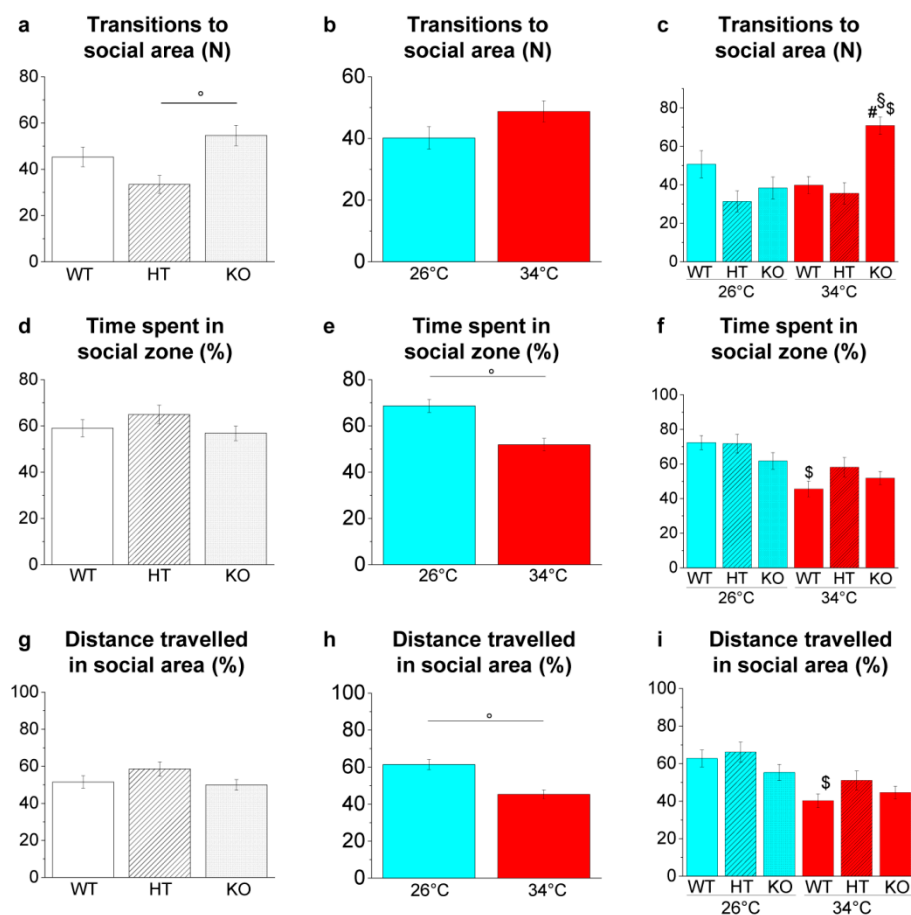 a Transitions to social area (N)
80
60
40
20
0
°
WT HT KO
b Transitions to social area (N)
60
40
20
0
26°C 34°C
c Transitions to social area (N)
80
60
40
20
0
#§$
WT HT KO WT HT KO
26°C 34°C
d Time spent in social zone (%)
80
60
40
20
0
WT HT KO
e Time spent in social zone (%)
80
60
40
20
0
°
26°C 34°C
f Time spent in social zone (%)
100
80
60
40
20
0
$
WT HT KO WT HT KO
26°C 34°C
g Distance travelled in social area (%)
100
80
60
40
20
0
WT HT KO
h Distance travelled in social area (%)
100
80
60
40
20
0
°
26°C 34°C
i Distance travelled in social area (%)
100
80
60
40
20
0
$
WT HT KO WT HT KO
26°C 34°C